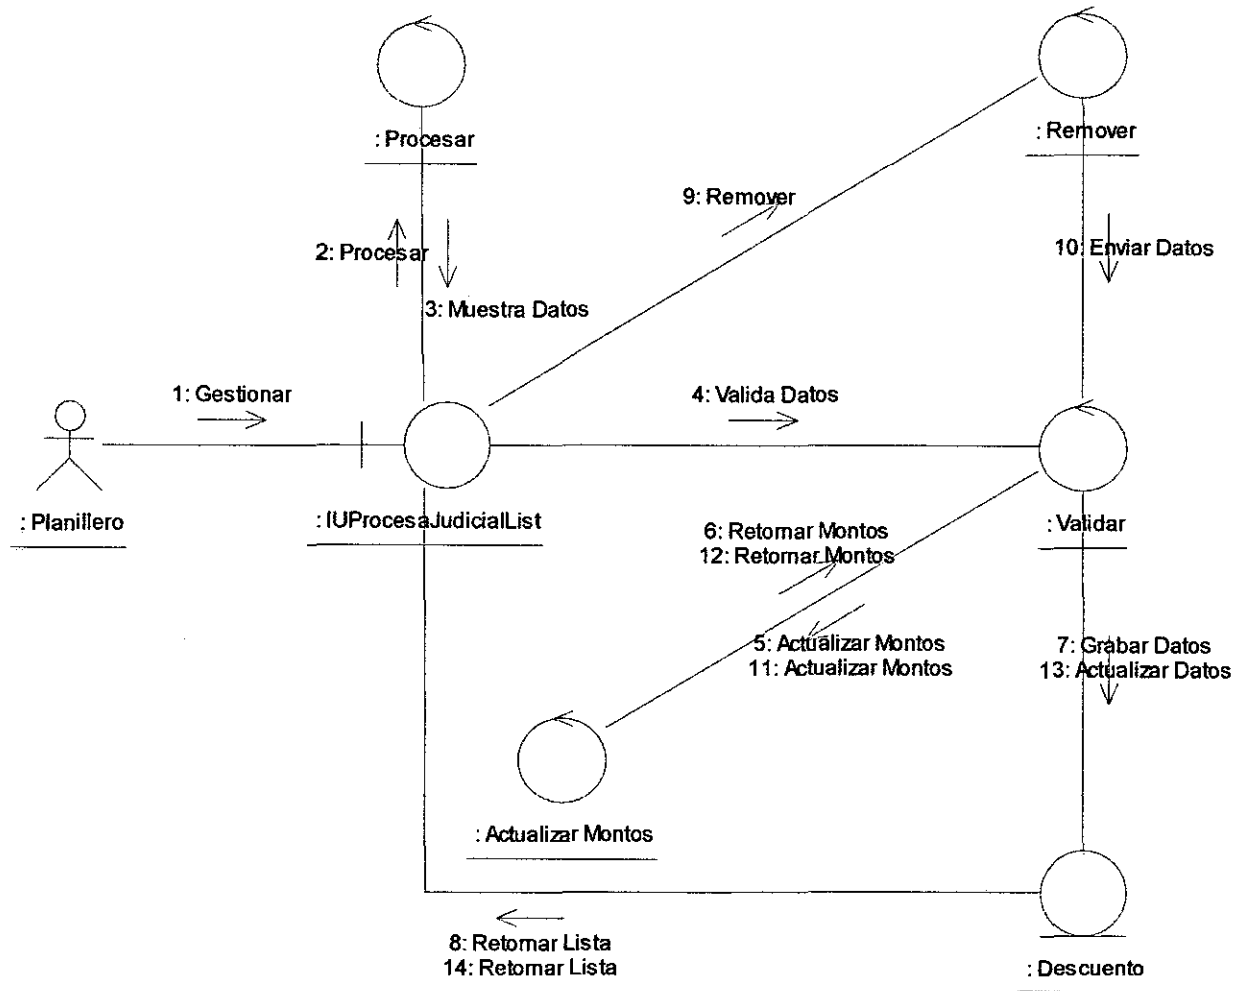 : Procesar
: Remover
9: Remover
2: Procesar
10: Enviar Datos
3: Muestra Datos
1: Gestionar
4: Valida Datos
: Planillero
: IUProcesaJudicialList
: Validar
6: Retornar Montos
12: Retornar Montos
5: Actualizar Montos
11: Actualizar Montos
7: Grabar Datos
13: Actualizar Datos
: Actualizar Montos
8: Retornar Lista
14: Retornar Lista
: Descuento